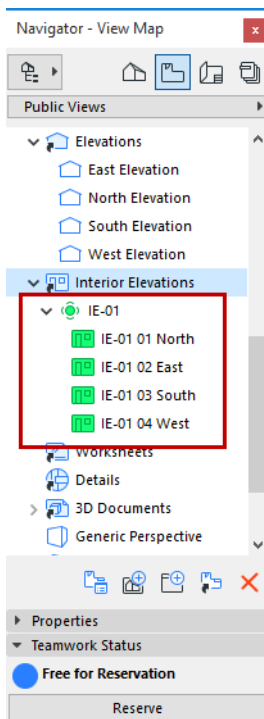 Navigator - View Map
x
Public Views
Elevations
East Elevation
North Elevation
South Elevation
West Elevation
Interior Elevations
IE-01
IE-01 01 North
IE-01 02 East
IE-01 03 South
IE-01 04 West
Worksheets
Details
3D Documents
Generic Perspective
Properties
Teamwork Status
Free for Reservation
Reserve